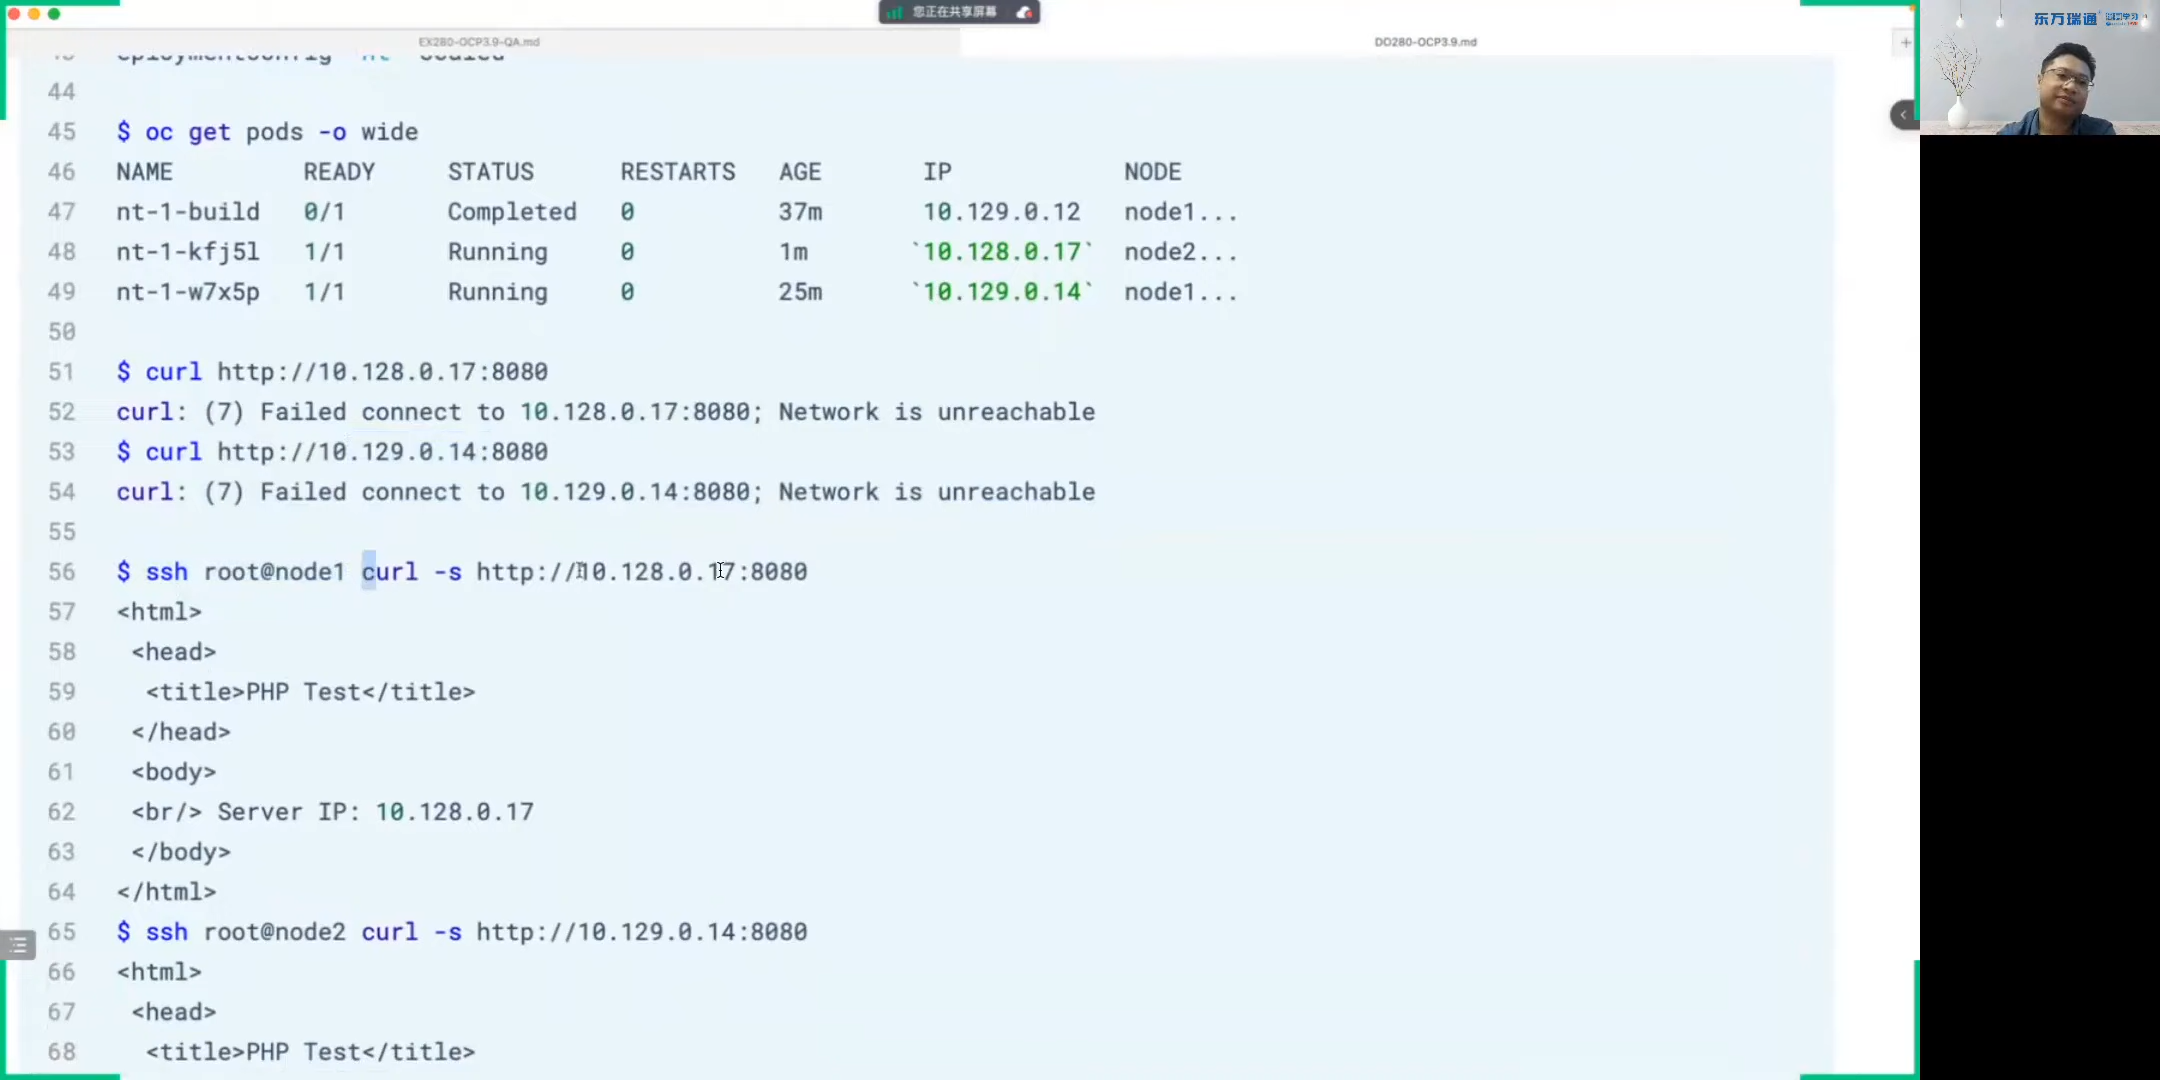 您正在共享屏幕
EX280-OCP3.9-QA.md
DO280-OCP3.9.md
东方瑞通
44
45 $ oc get pods -o wide
46 NAME READY STATUS RESTARTS AGE IP NODE
47 nt-1-build 0/1 Completed 0 37m 10.129.0.12 node1...
48 nt-1-kfj5l 1/1 Running 0 1m `10.128.0.17` node2...
49 nt-1-w7x5p 1/1 Running 0 25m `10.129.0.14` node1...
50
51 $ curl http://10.128.0.17:8080
52 curl: (7) Failed connect to 10.128.0.17:8080; Network is unreachable
53 $ curl http://10.129.0.14:8080
54 curl: (7) Failed connect to 10.129.0.14:8080; Network is unreachable
55
56 $ ssh root@node1 curl -s http://10.128.0.17:8080
57 <html>
58 <head>
59 <title>PHP Test</title>
60 </head>
61 <body>
62 <br/> Server IP: 10.128.0.17
63 </body>
64 </html>
65 $ ssh root@node2 curl -s http://10.129.0.14:8080
66 <html>
67 <head>
68 <title>PHP Test</title>